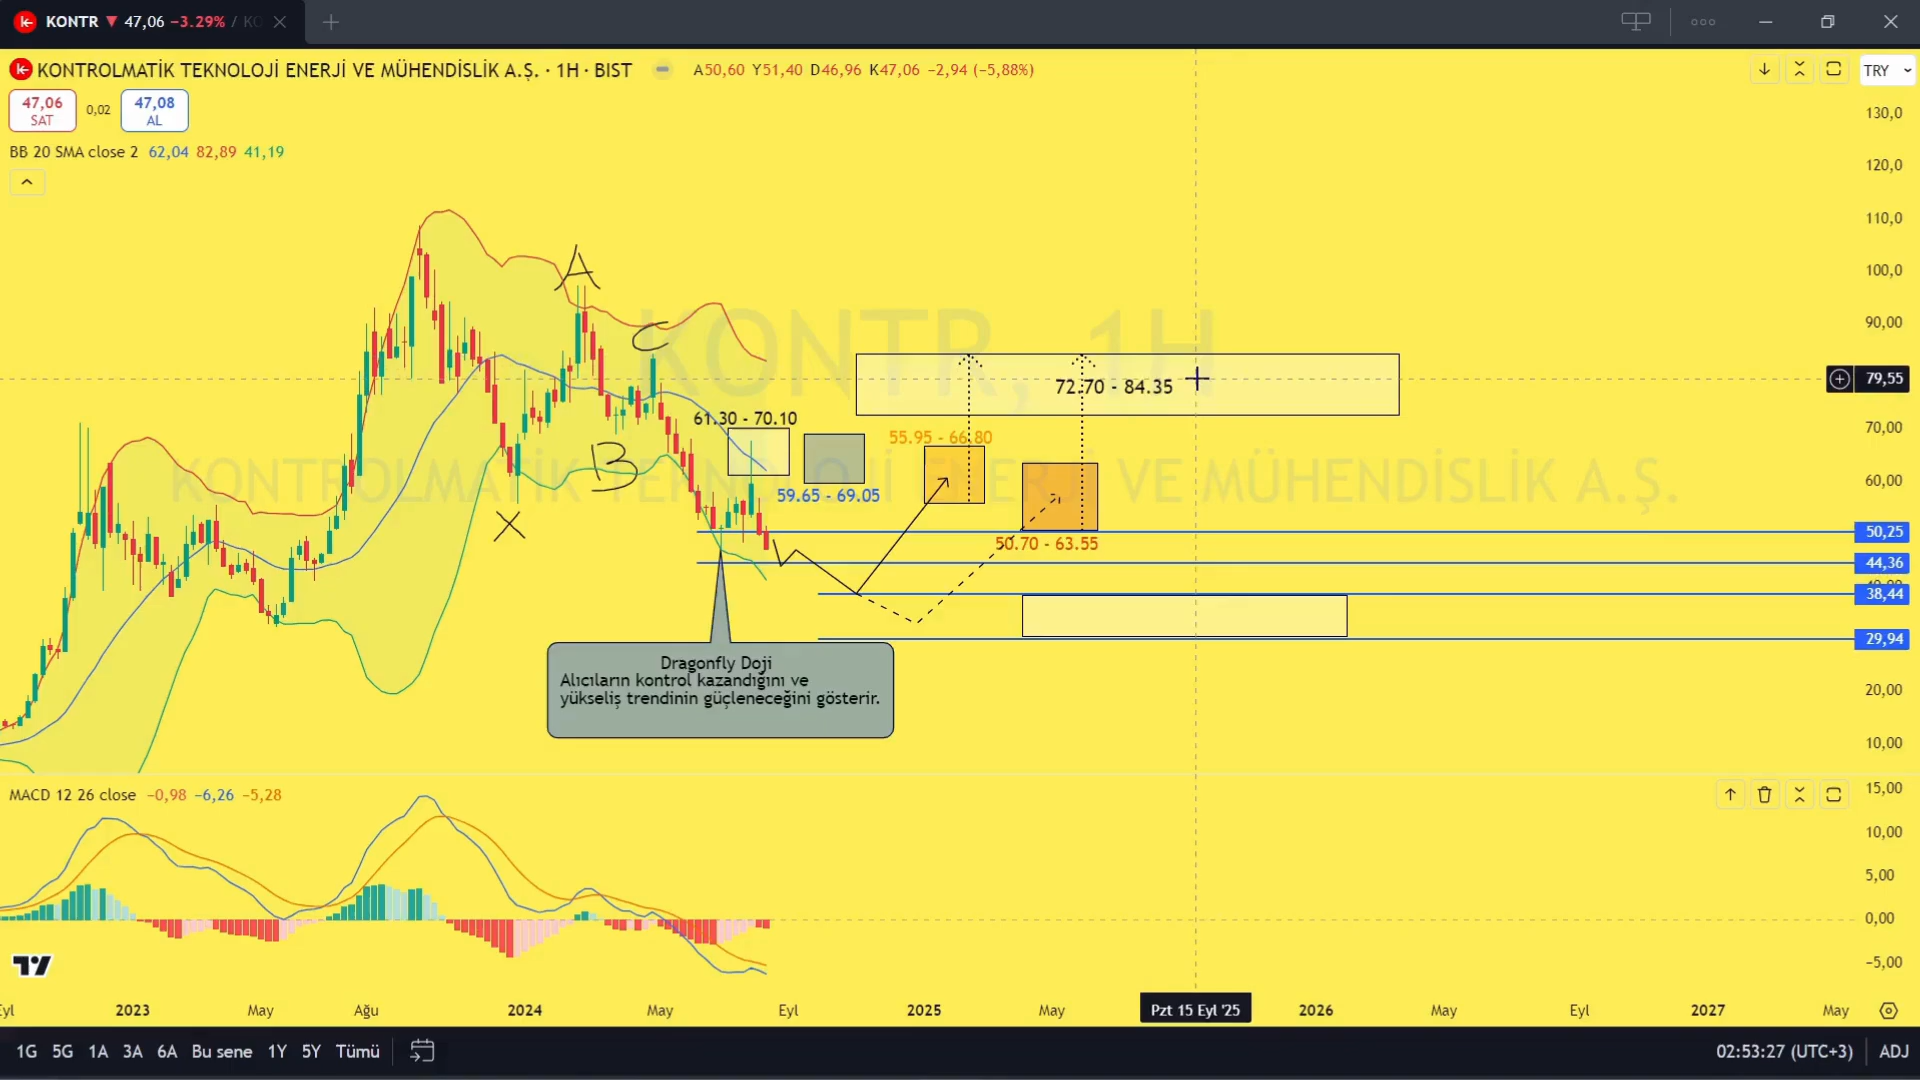 KONTR ▼ 47,06 −3.29% / KO
KONTROLMATİK TEKNOLOJİ ENERJİ VE MÜHENDİSLİK A.Ş. · 1H · BIST
A50,60 Y51,40 D46,96 K47,06 −2,94 (−5,88%)
TRY
47,06
SAT
0,02
47,08
AL
BB 20 SMA close 2 62,04 82,89 41,19
130,0
120,0
110,0
100,0
90,00
79,55
70,00
60,00
50,25
44,36
38,44
29,94
20,00
10,00
A
C
B
X
KONTR, 1H
KONTROLMATİK TEKNOLOJİ ENERJİ VE MÜHENDİSLİK A.Ş.
72.70 - 84.35
61.30 - 70.10
55.95 - 66.80
59.65 - 69.05
50.70 - 63.55
Dragonfly Doji
Alıcıların kontrol kazandığını ve
yükseliş trendinin güçleneceğini gösterir.
MACD 12 26 close −0,98 −6,26 −5,28
15,00
10,00
5,00
0,00
−5,00
2023 May Ağu 2024 May Eyl 2025 May Pzt 15 Eyl '25 2026 May Eyl 2027 May
1G 5G 1A 3A 6A Bu sene 1Y 5Y Tümü
02:53:27 (UTC+3) ADJ